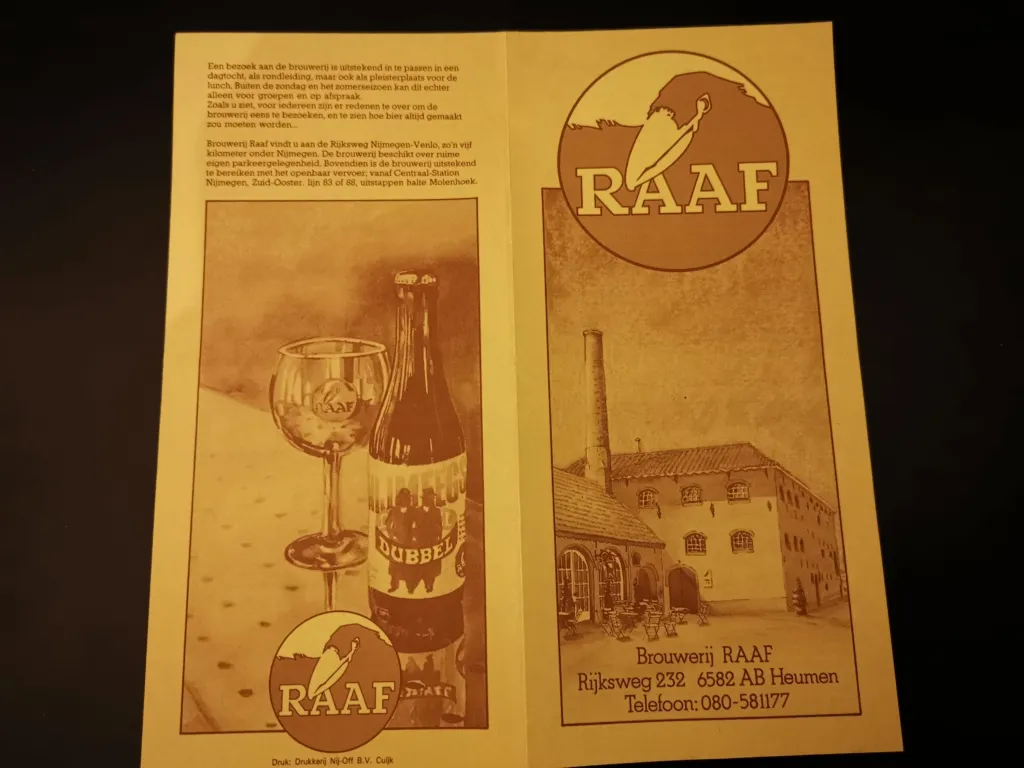 Een bezoek aan de brouwerij is uitstekend in te passen in een
dagtocht, als rondleiding, maar ook als pleisterplaats voor de
lunch. Buiten de zondag en het zomerseizoen kan dit echter
alleen voor groepen en op afspraak.
Zoals u ziet, voor iedereen zijn er redenen te over om de
brouwerij eens te bezoeken, en te zien hoe bier altijd gemaakt
zou moeten worden...
Brouwerij Raaf vindt u aan de Rijksweg Nijmegen-Venlo, zo'n vijf
kilometer onder Nijmegen. De brouwerij beschikt over ruime
eigen parkeergelegenheid. Bovendien is de brouwerij uitstekend
te bereiken met het openbaar vervoer; vanaf Centraal-Station
Nijmegen, Zuid-Ooster. lijn 83 of 88, uitstappen halte Molenhoek.
RAAF
DUBBEL
RAAF
Druk: Drukkerij Nij-Off B.V. Cuijk
RAAF
Brouwerij RAAF
Rijksweg 232 6582 AB Heumen
Telefoon: 080-581177